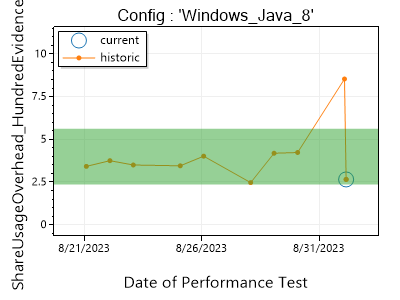 Config : 'Windows_Java_8'
ShareUsageOverhead_HundredEvidence
current
historic
10
7.5
5
2.5
0
8/21/2023
8/26/2023
8/31/2023
Date of Performance Test